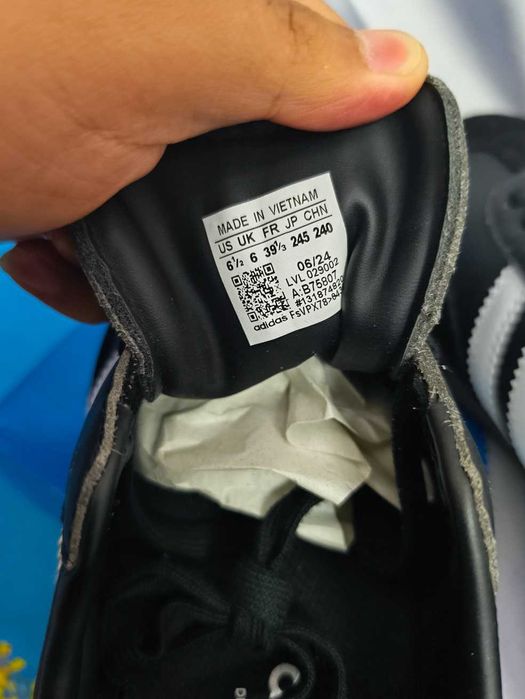 MADE IN VIETNAM
US UK FR JP CHN
6½ 6 39⅓ 245 240
06/24
LVL 029002
A:B75807
adidas